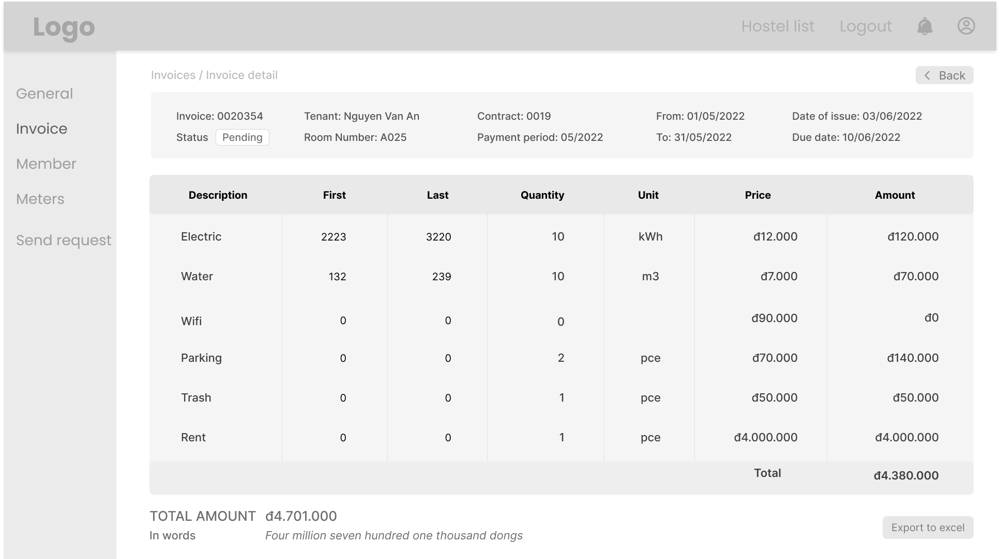 Logo
Hostel list
Logout
General
Invoice
Member
Meters
Send request
Invoices / Invoice detail
Back
Invoice: 0020354 Tenant: Nguyen Van An Contract: 0019 From: 01/05/2022 Date of issue: 03/06/2022
Status Pending Room Number: A025 Payment period: 05/2022 To: 31/05/2022 Due date: 10/06/2022
Description First Last Quantity Unit Price Amount
Electric 2223 3220 10 kWh đ12.000 đ120.000
Water 132 239 10 m3 đ7.000 đ70.000
Wifi 0 0 0 đ90.000 đ0
Parking 0 0 2 pce đ70.000 đ140.000
Trash 0 0 1 pce đ50.000 đ50.000
Rent 0 0 1 pce đ4.000.000 đ4.000.000
Total đ4.380.000
TOTAL AMOUNT đ4.701.000
In words Four million seven hundred one thousand dongs
Export to excel